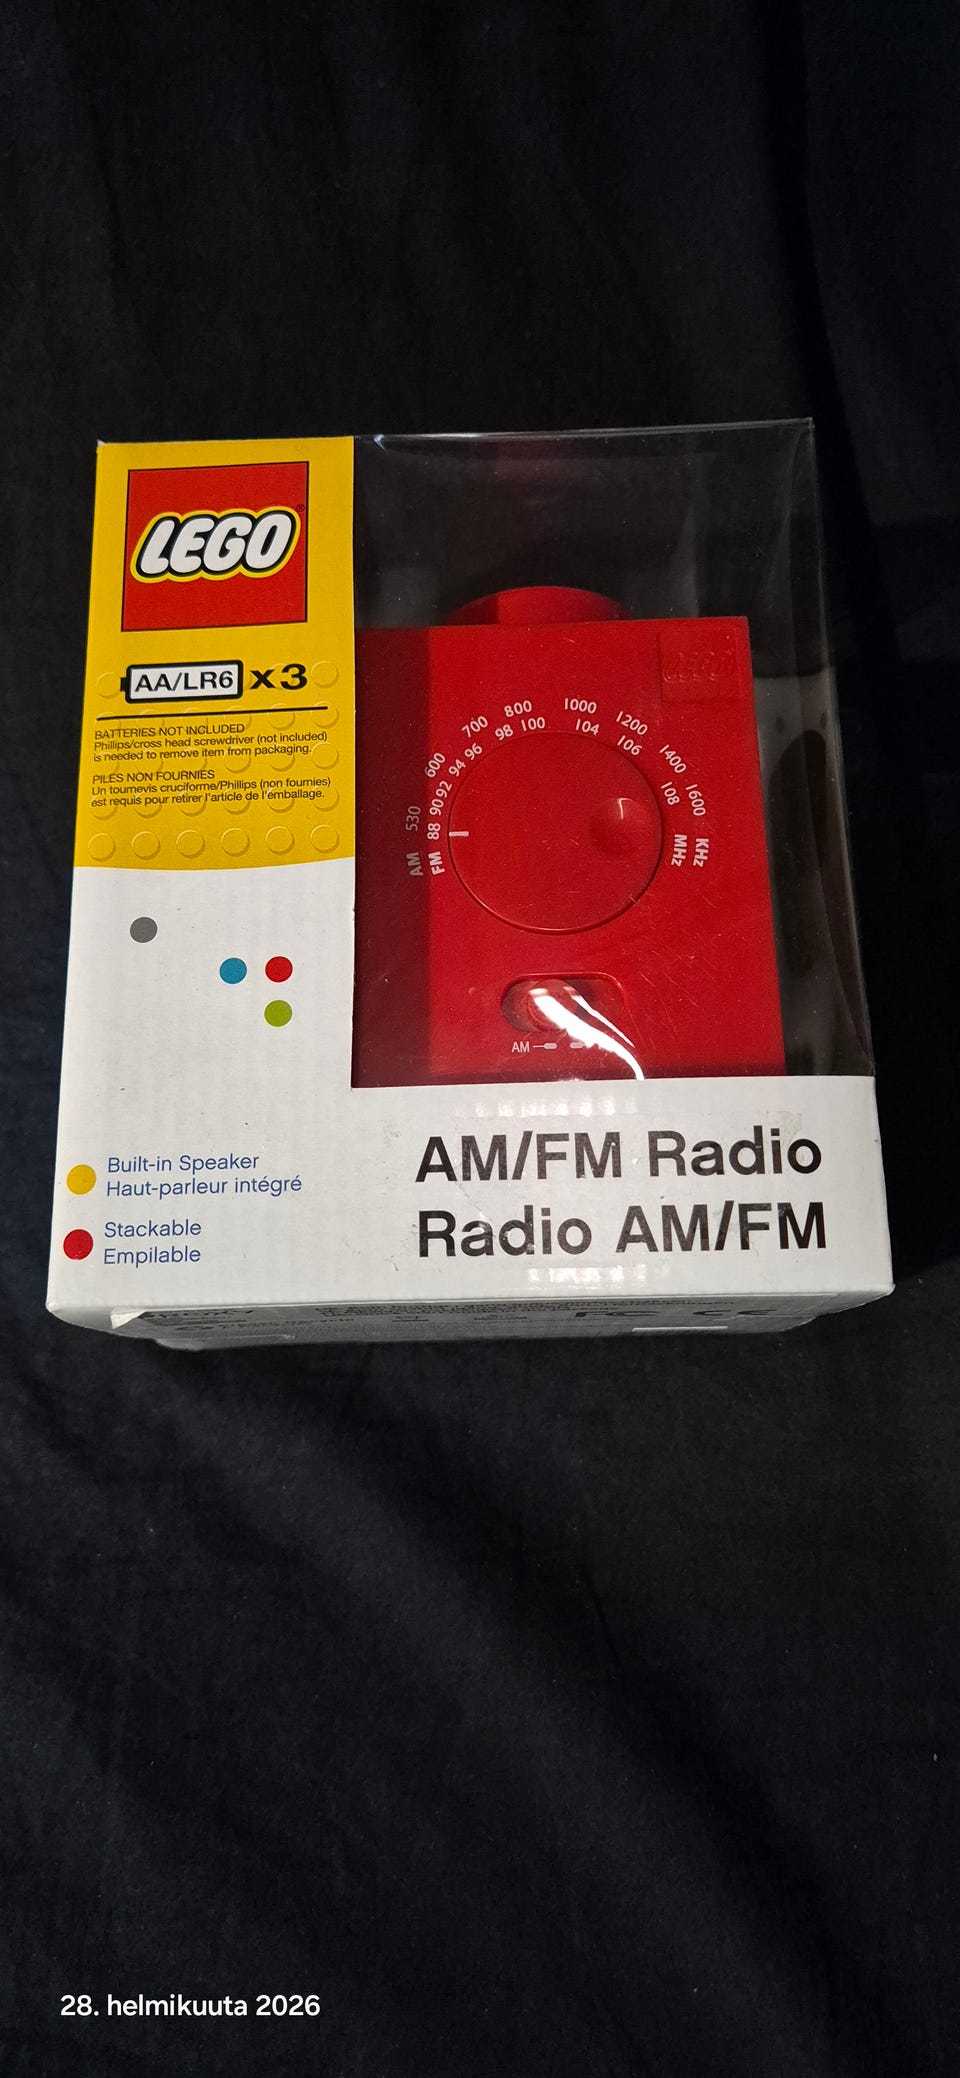 LEGO®
AA/LR6 x3
BATTERIES NOT INCLUDED
Phillips/cross head screwdriver (not included)
is needed to remove item from packaging.
PILES NON FOURNIES
Un tournevis cruciforme/Phillips (non fournies)
est requis pour retirer l'article de l'emballage.
LEGO
AM 530 600 700 800 1000 1200 1400 1600 KHz
FM 88 90 92 94 96 98 100 104 106 108 MHz
AM
Built-in Speaker
Haut-parleur intégré
Stackable
Empilable
AM/FM Radio
Radio AM/FM
FC CE
28. helmikuuta 2026